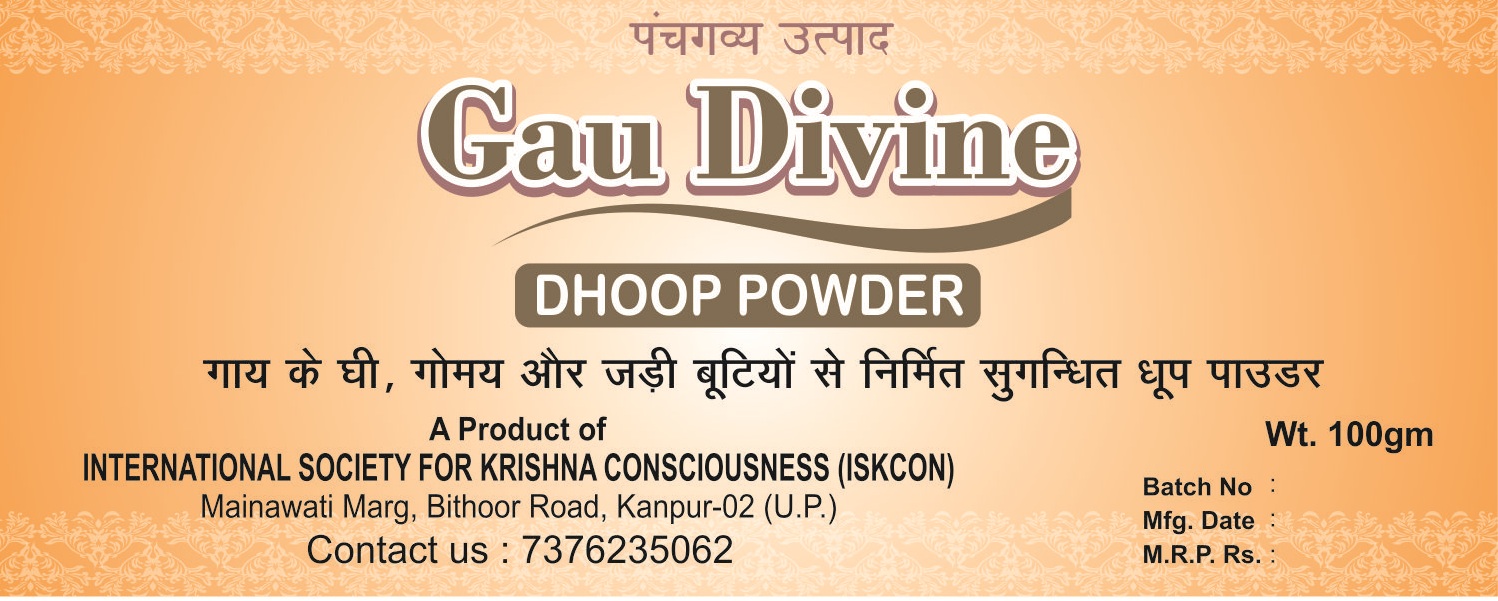 पंचगव्य उत्पाद
Gau Divine
DHOOP POWDER
गाय के घी, गोमय और जड़ी बूटियों से निर्मित सुगन्धित धूप पाउडर
A Product of
INTERNATIONAL SOCIETY FOR KRISHNA CONSCIOUSNESS (ISKCON)
Mainawati Marg, Bithoor Road, Kanpur-02 (U.P.)
Contact us : 7376235062
Wt. 100gm
Batch No :
Mfg. Date :
M.R.P. Rs. :